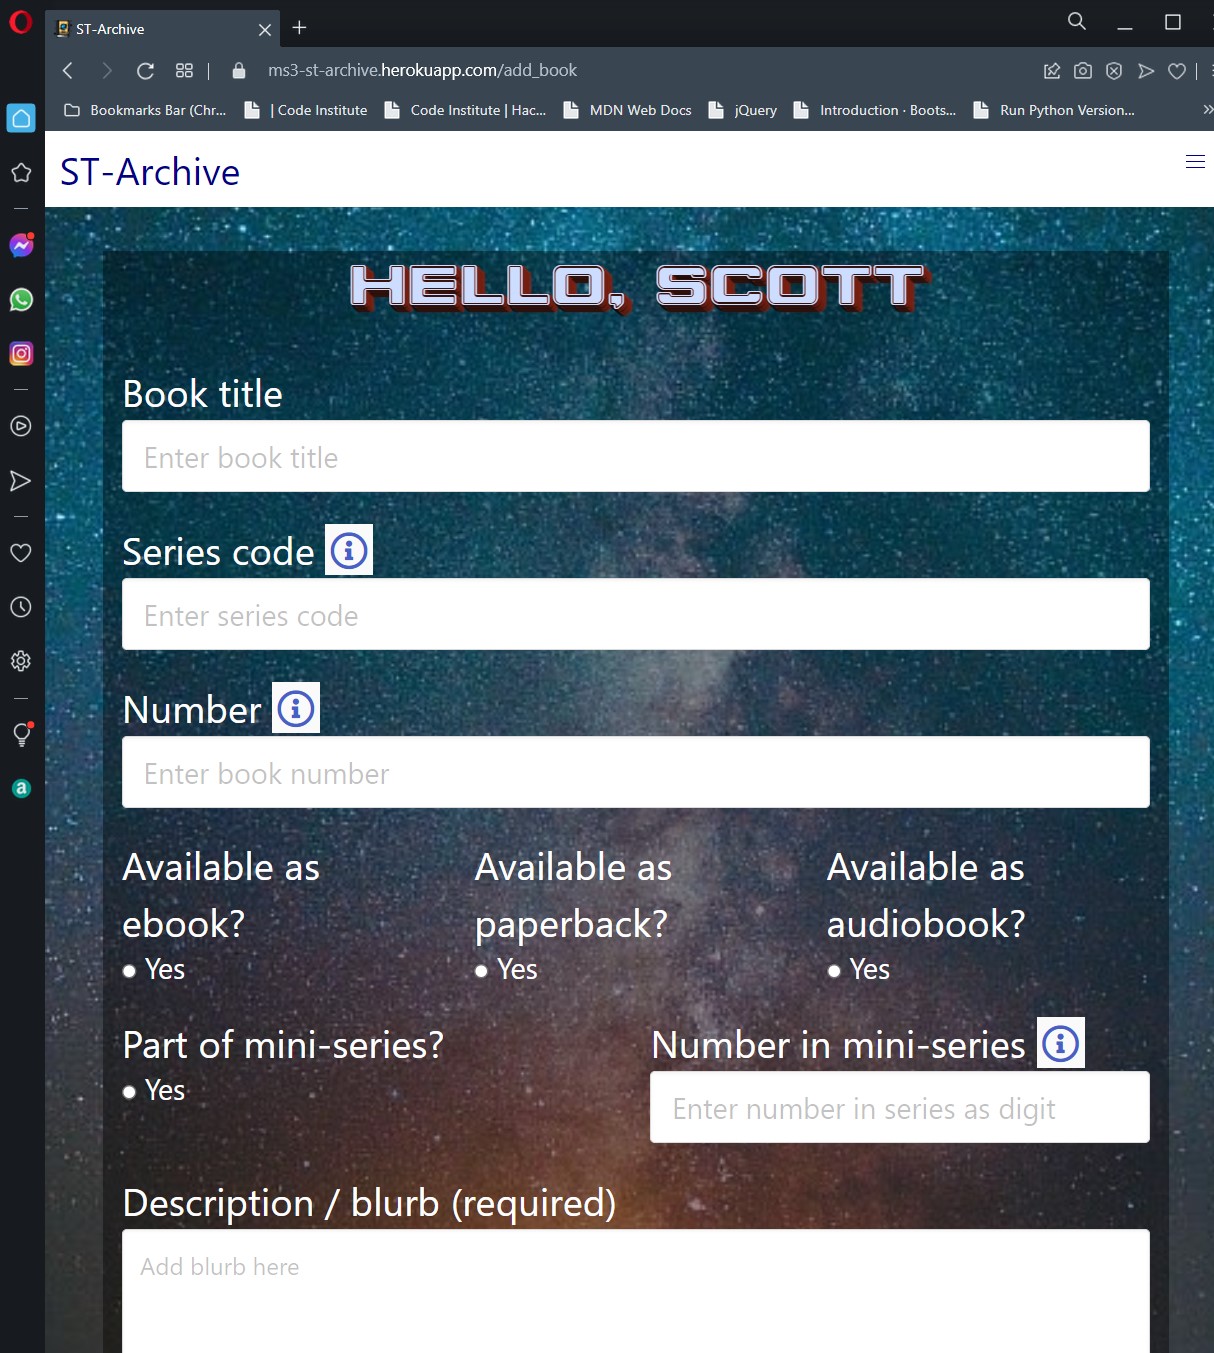 ST-Archive
ms3-st-archive.herokuapp.com/add_book
Bookmarks Bar (Chr...
| Code Institute
Code Institute | Hac...
MDN Web Docs
jQuery
Introduction · Boots...
Run Python Version...
ST-Archive
HELLO, SCOTT
Book title
Enter book title
Series code
Enter series code
Number
Enter book number
Available as
ebook?
Yes
Available as
paperback?
Yes
Available as
audiobook?
Yes
Part of mini-series?
Yes
Number in mini-series
Enter number in series as digit
Description / blurb (required)
Add blurb here